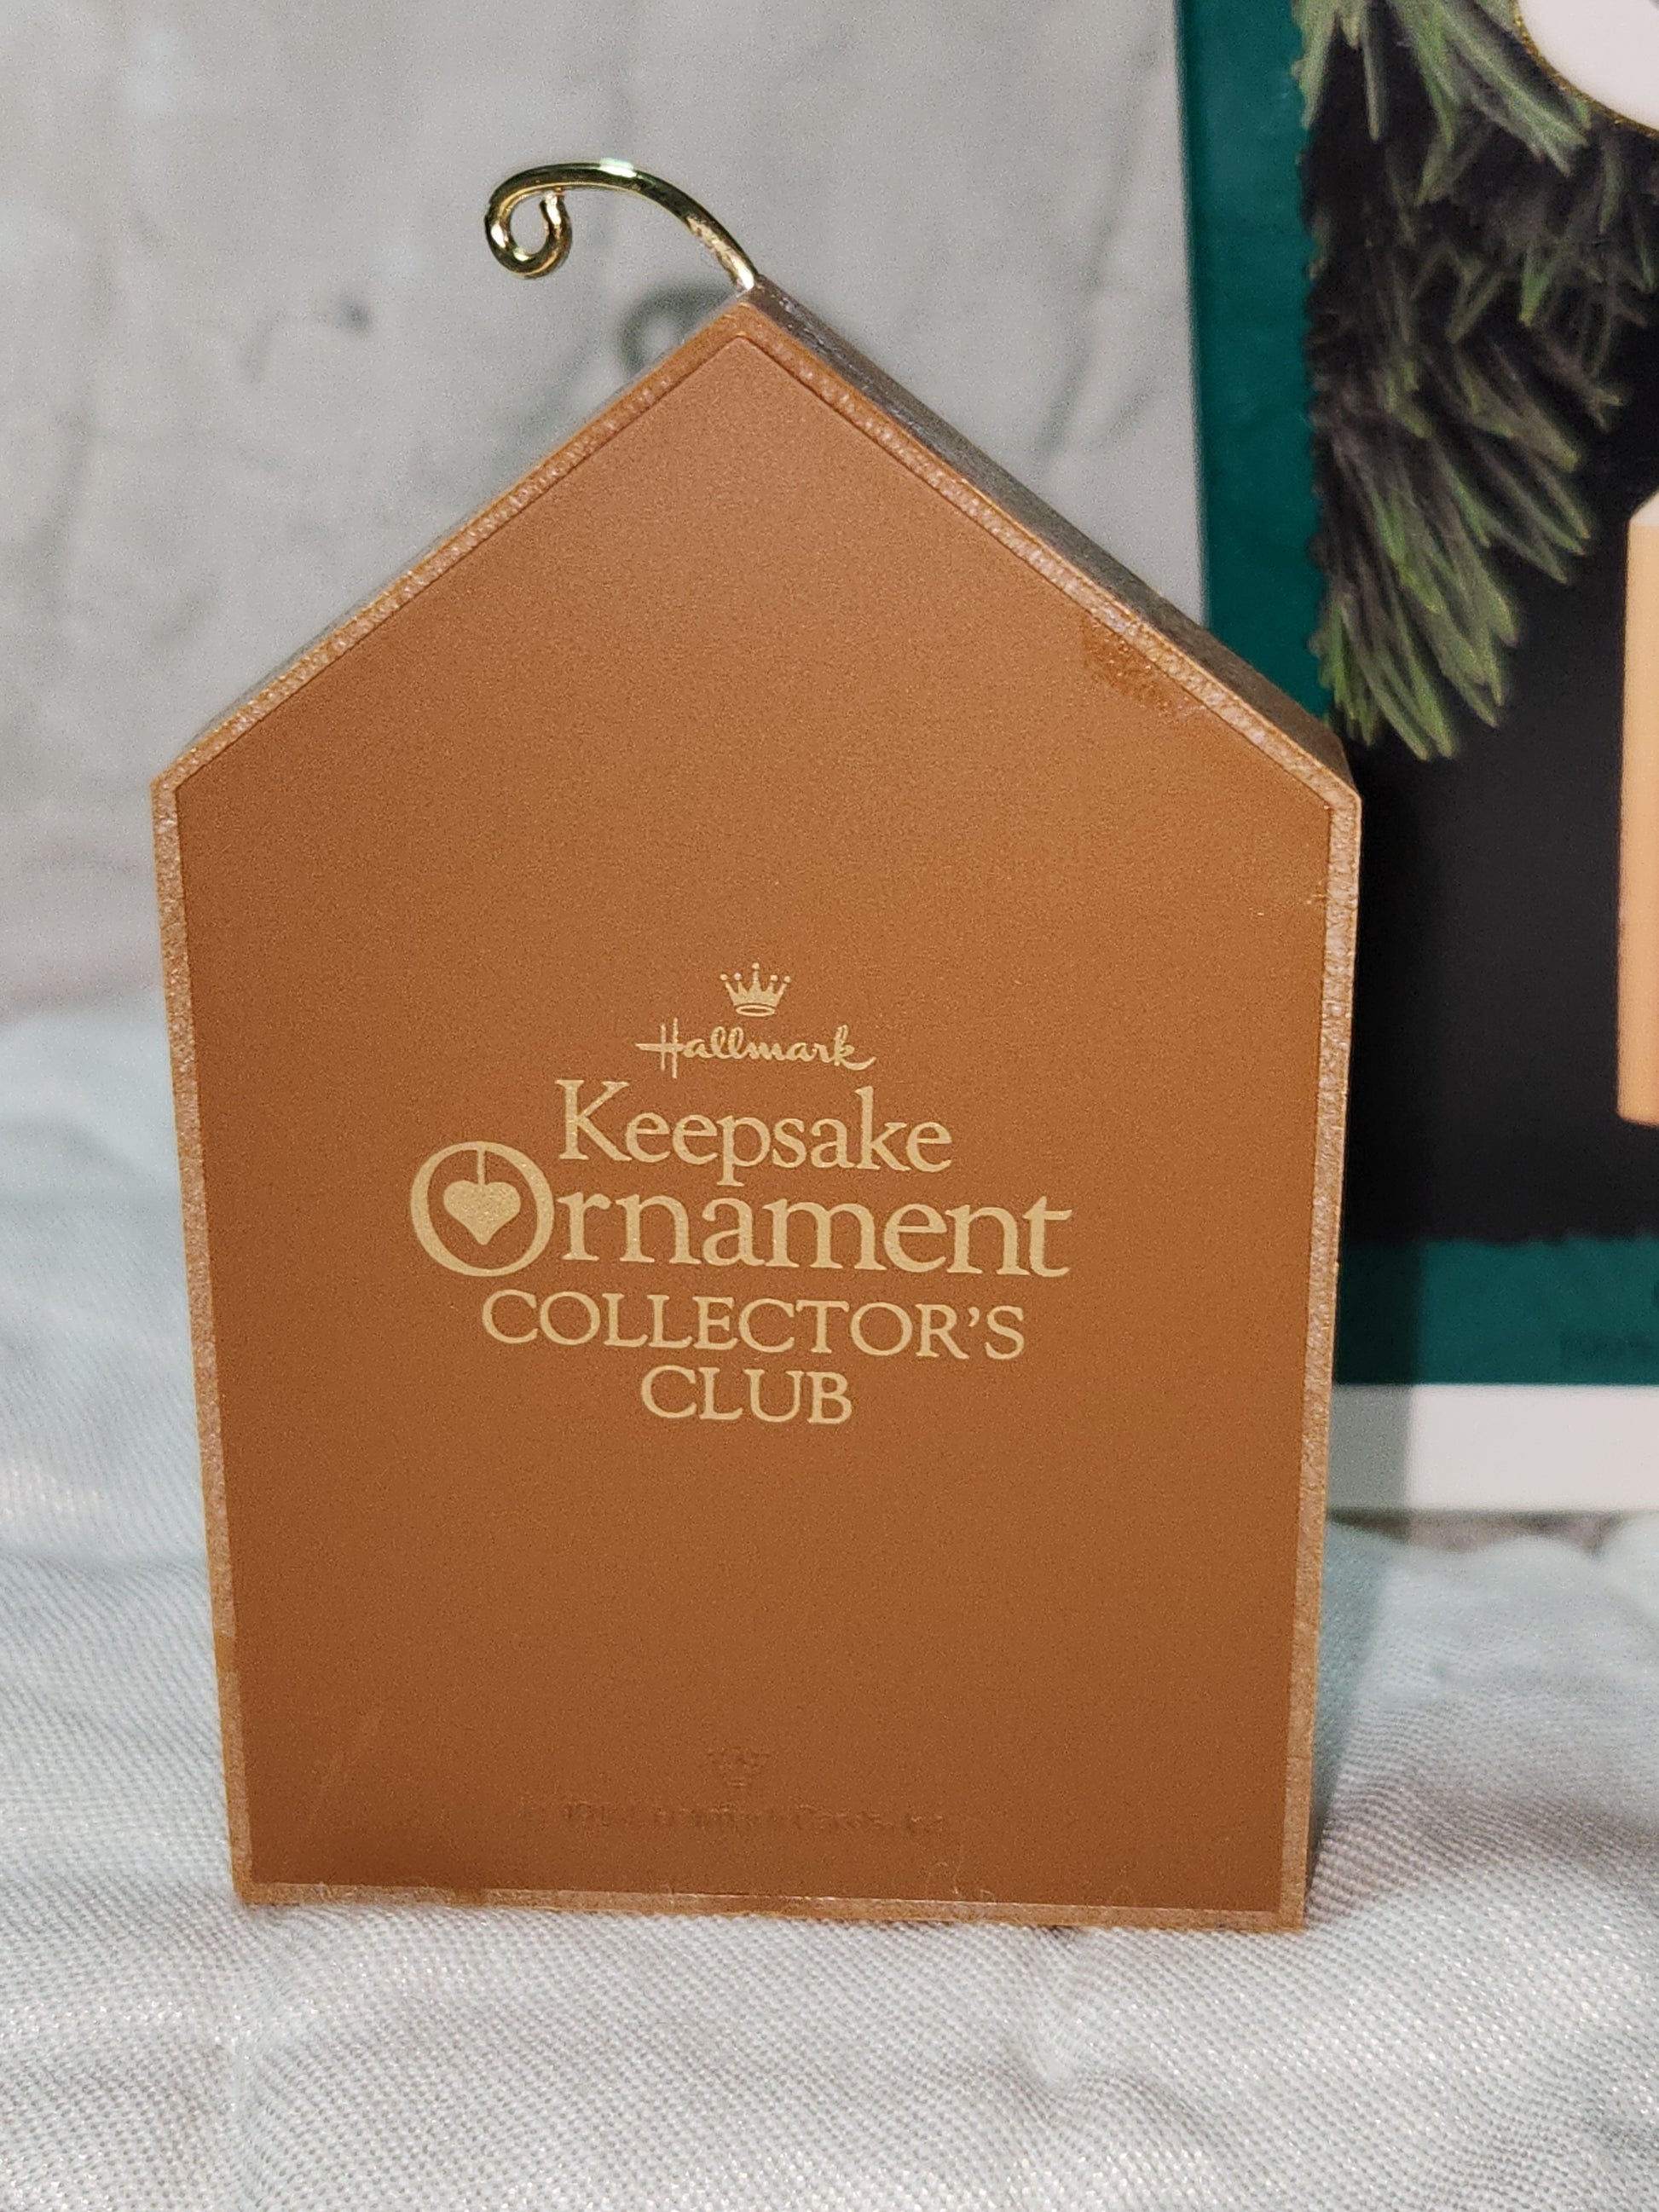 Hallmark
Keepsake
Ornament
COLLECTOR'S
CLUB